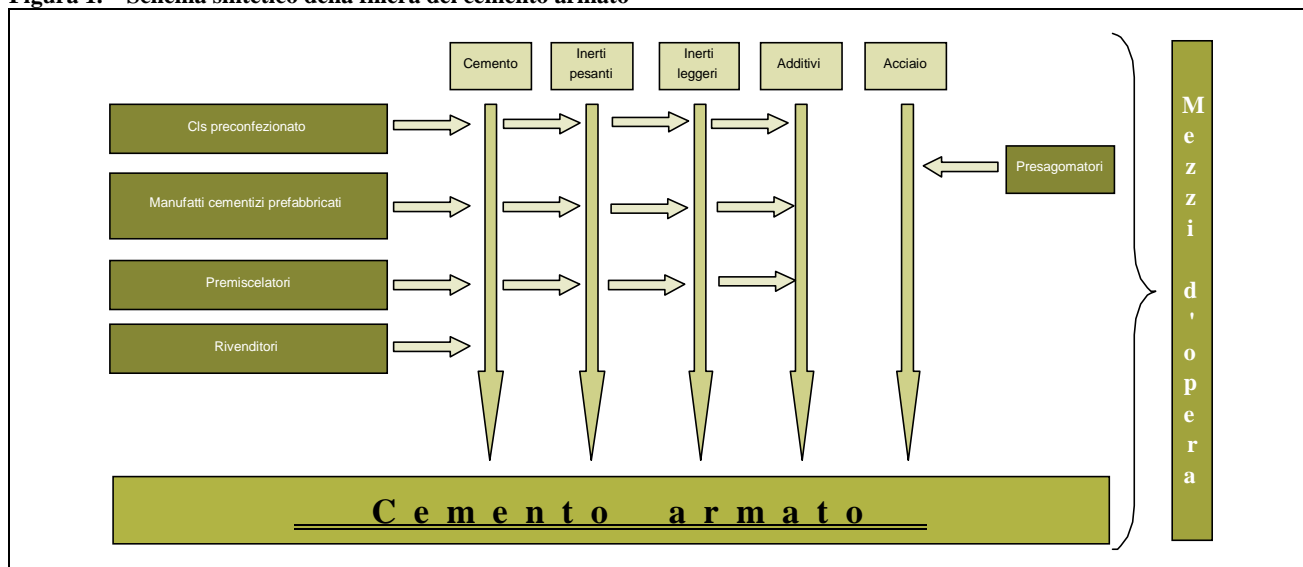 Figura 1. – Schema sintetico della filiera del cemento armato
Cemento
Inerti
pesanti
Inerti
leggeri
Additivi
Acciaio
Cls preconfezionato
Manufatti cementizi prefabbricati
Premiscelatori
Rivenditori
Presagomatori
Mezzi d'opera
Cemento armato